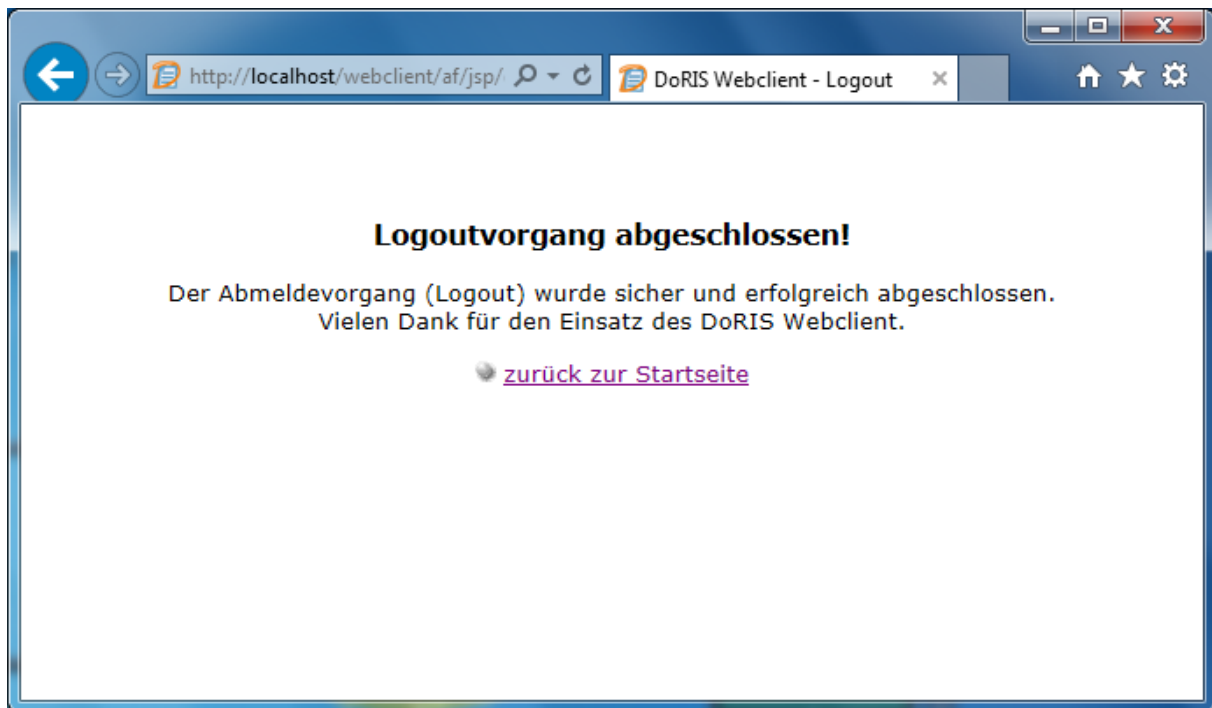 http://localhost/webclient/af/jsp/
DoRIS Webclient - Logout
Logoutvorgang abgeschlossen!
Der Abmeldevorgang (Logout) wurde sicher und erfolgreich abgeschlossen.
Vielen Dank für den Einsatz des DoRIS Webclient.
zurück zur Startseite